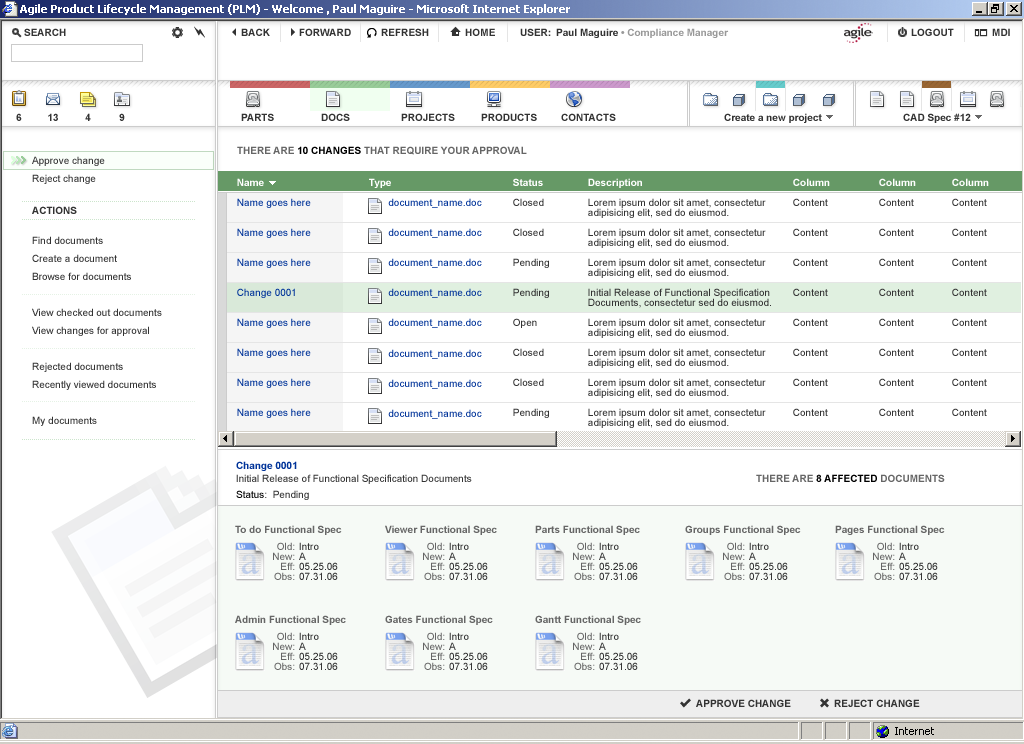 Agile Product Lifecycle Management (PLM) - Welcome , Paul Maguire - Microsoft Internet Explorer
SEARCH
BACK FORWARD REFRESH HOME USER: Paul Maguire • Compliance Manager agile LOGOUT MDI
6 13 4 9
PARTS DOCS PROJECTS PRODUCTS CONTACTS Create a new project CAD Spec #12
Approve change
Reject change
ACTIONS
Find documents
Create a document
Browse for documents
View checked out documents
View changes for approval
Rejected documents
Recently viewed documents
My documents
THERE ARE 10 CHANGES THAT REQUIRE YOUR APPROVAL
Name Type Status Description Column Column Column
Name goes here document_name.doc Closed Lorem ipsum dolor sit amet, consectetur Content Content Content
adipisicing elit, sed do eiusmod.
Name goes here document_name.doc Closed Lorem ipsum dolor sit amet, consectetur Content Content Content
adipisicing elit, sed do eiusmod.
Name goes here document_name.doc Pending Lorem ipsum dolor sit amet, consectetur Content Content Content
adipisicing elit, sed do eiusmod.
Change 0001 document_name.doc Pending Initial Release of Functional Specification Content Content Content
Documents, consectetur sed do eiusmod.
Name goes here document_name.doc Open Lorem ipsum dolor sit amet, consectetur Content Content Content
adipisicing elit, sed do eiusmod.
Name goes here document_name.doc Closed Lorem ipsum dolor sit amet, consectetur Content Content Content
adipisicing elit, sed do eiusmod.
Name goes here document_name.doc Closed Lorem ipsum dolor sit amet, consectetur Content Content Content
adipisicing elit, sed do eiusmod.
Name goes here document_name.doc Pending Lorem ipsum dolor sit amet, consectetur Content Content Content
adipisicing elit, sed do eiusmod.
Change 0001
Initial Release of Functional Specification Documents
Status: Pending
THERE ARE 8 AFFECTED DOCUMENTS
To do Functional Spec Viewer Functional Spec Parts Functional Spec Groups Functional Spec Pages Functional Spec
Old: Intro Old: Intro Old: Intro Old: Intro Old: Intro
New: A New: A New: A New: A New: A
Eff: 05.25.06 Eff: 05.25.06 Eff: 05.25.06 Eff: 05.25.06 Eff: 05.25.06
Obs: 07.31.06 Obs: 07.31.06 Obs: 07.31.06 Obs: 07.31.06 Obs: 07.31.06
Admin Functional Spec Gates Functional Spec Gantt Functional Spec
Old: Intro Old: Intro Old: Intro
New: A New: A New: A
Eff: 05.25.06 Eff: 05.25.06 Eff: 05.25.06
Obs: 07.31.06 Obs: 07.31.06 Obs: 07.31.06
APPROVE CHANGE REJECT CHANGE
Internet